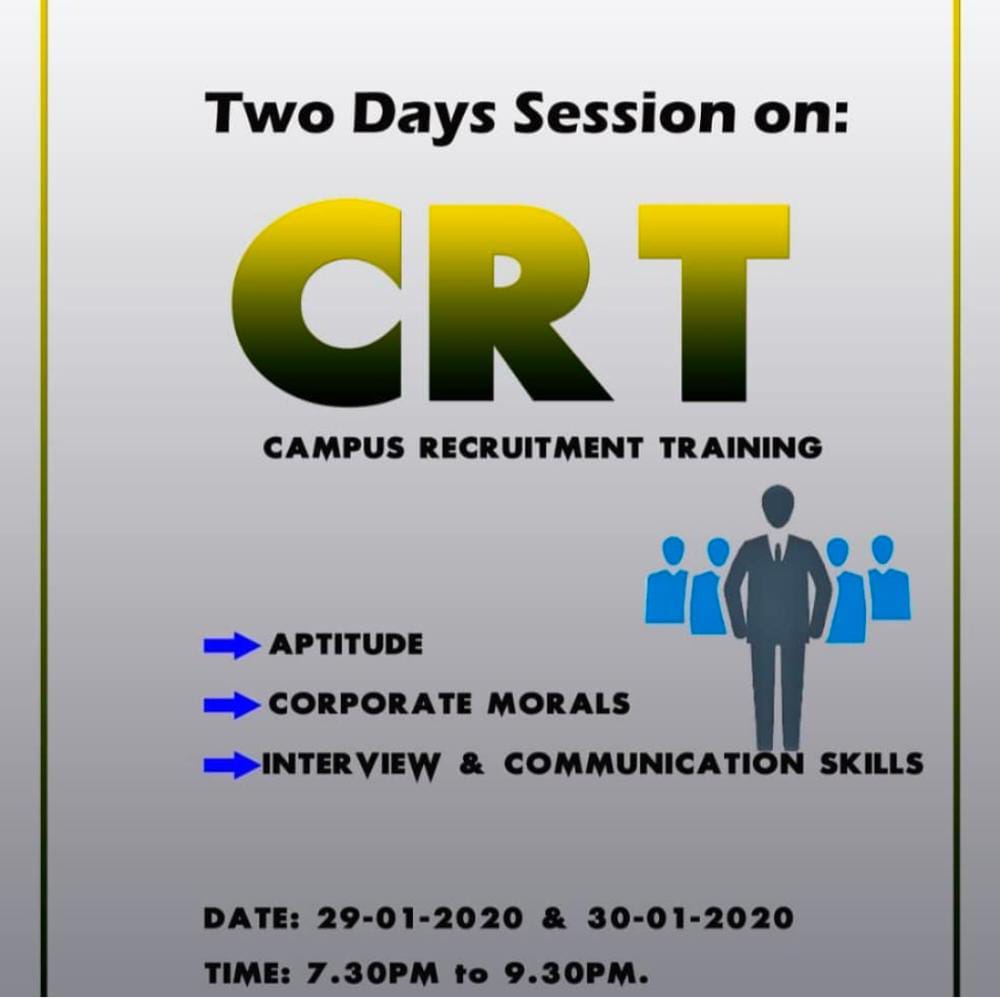 Two Days Session on:
CRT
CAMPUS RECRUITMENT TRAINING
APTITUDE
CORPORATE MORALS
INTERVIEW & COMMUNICATION SKILLS
DATE: 29-01-2020 & 30-01-2020
TIME: 7.30PM to 9.30PM.